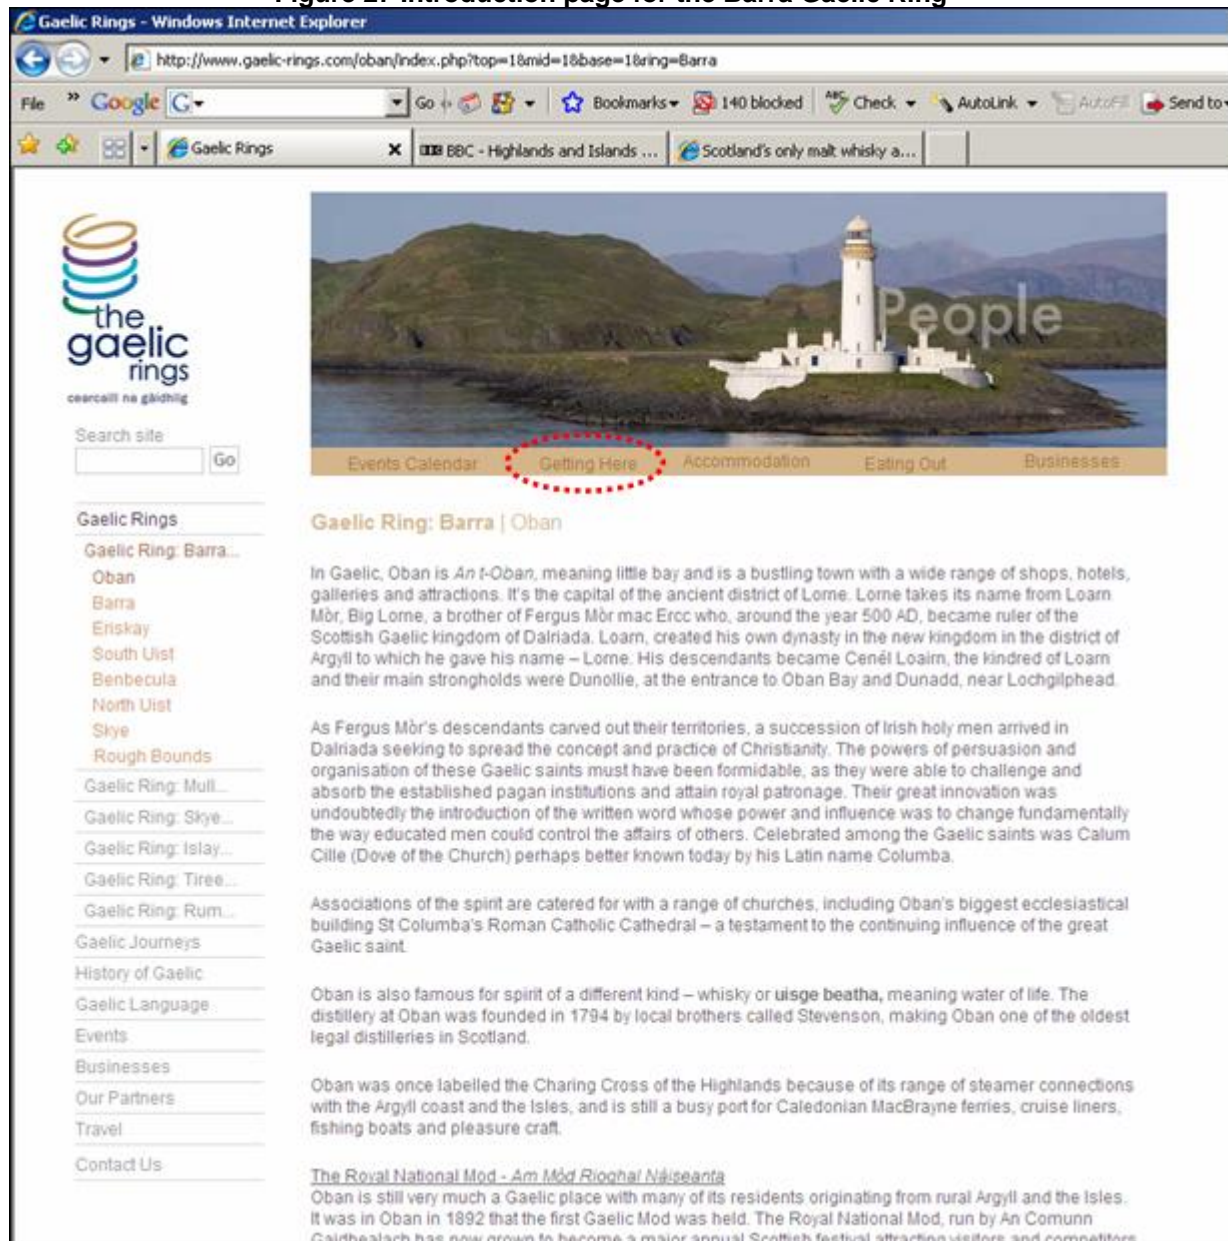 Figure 2: Introduction page for the Barra Gaelic Ring
Gaelic Rings - Windows Internet Explorer
http://www.gaelic-rings.com/oban/index.php?top=1&mid=1&base=1&ring=Barra
File » Google G Go Bookmarks 140 blocked ABC Check AutoLink AutoFill Send to
Gaelic Rings X BBC - Highlands and Islands ... Scotland's only malt whisky a...
the
gaelic
rings
cearcaill na gàidhlig
Search site
Go
People
Events Calendar Getting Here Accommodation Eating Out Businesses
Gaelic Rings
Gaelic Ring: Barra...
Oban
Barra
Eriskay
South Uist
Benbecula
North Uist
Skye
Rough Bounds
Gaelic Ring: Mull...
Gaelic Ring: Skye...
Gaelic Ring: Islay...
Gaelic Ring: Tiree...
Gaelic Ring: Rum...
Gaelic Journeys
History of Gaelic
Gaelic Language
Events
Businesses
Our Partners
Travel
Contact Us
Gaelic Ring: Barra | Oban
In Gaelic, Oban is An t-Oban, meaning little bay and is a bustling town with a wide range of shops, hotels,
galleries and attractions. It's the capital of the ancient district of Lorne. Lorne takes its name from Loarn
Mòr, Big Lorne, a brother of Fergus Mòr mac Ercc who, around the year 500 AD, became ruler of the
Scottish Gaelic kingdom of Dalriada. Loarn, created his own dynasty in the new kingdom in the district of
Argyll to which he gave his name – Lorne. His descendants became Cenél Loairn, the kindred of Loarn
and their main strongholds were Dunollie, at the entrance to Oban Bay and Dunadd, near Lochgilphead.
As Fergus Mòr's descendants carved out their territories, a succession of Irish holy men arrived in
Dalriada seeking to spread the concept and practice of Christianity. The powers of persuasion and
organisation of these Gaelic saints must have been formidable, as they were able to challenge and
absorb the established pagan institutions and attain royal patronage. Their great innovation was
undoubtedly the introduction of the written word whose power and influence was to change fundamentally
the way educated men could control the affairs of others. Celebrated among the Gaelic saints was Calum
Cille (Dove of the Church) perhaps better known today by his Latin name Columba.
Associations of the spirit are catered for with a range of churches, including Oban's biggest ecclesiastical
building St Columba's Roman Catholic Cathedral – a testament to the continuing influence of the great
Gaelic saint.
Oban is also famous for spirit of a different kind – whisky or uisge beatha, meaning water of life. The
distillery at Oban was founded in 1794 by local brothers called Stevenson, making Oban one of the oldest
legal distilleries in Scotland.
Oban was once labelled the Charing Cross of the Highlands because of its range of steamer connections
with the Argyll coast and the Isles, and is still a busy port for Caledonian MacBrayne ferries, cruise liners,
fishing boats and pleasure craft.
The Royal National Mod - Am Mòd Rìoghal Nàiseanta
Oban is still very much a Gaelic place with many of its residents originating from rural Argyll and the Isles.
It was in Oban in 1892 that the first Gaelic Mod was held. The Royal National Mod, run by An Comunn
Gaidhealach has now grown to become a major annual Scottish festival attracting visitors and competitors